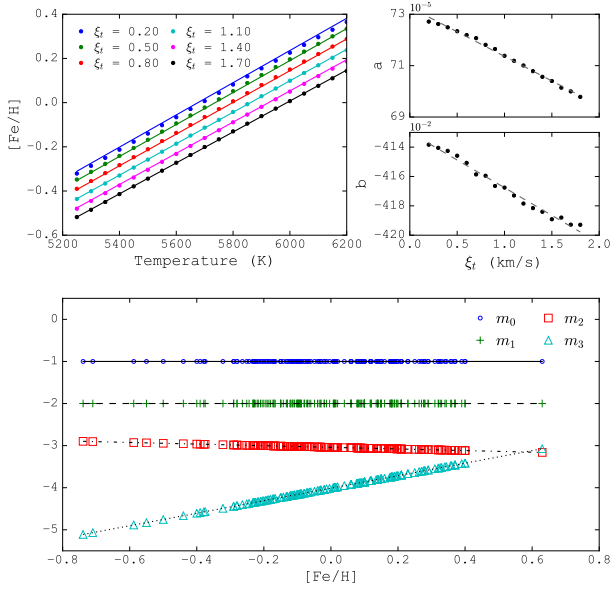 0.4
0.2
0.0
−0.2
−0.4
−0.6
[Fe/H]
ξt = 0.20
ξt = 0.50
ξt = 0.80
ξt = 1.10
ξt = 1.40
ξt = 1.70
5200 5400 5600 5800 6000 6200
Temperature (K)
×10⁻⁵
73
71
69
a
×10⁻²
−414
−416
−418
−420
b
0.0 0.5 1.0 1.5 2.0
ξt (km/s)
0
−1
−2
−3
−4
−5
m0
m1
m2
m3
−0.8 −0.6 −0.4 −0.2 0.0 0.2 0.4 0.6 0.8
[Fe/H]